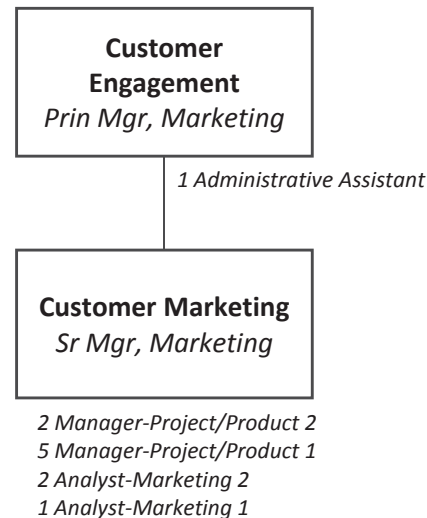 Customer
Engagement
Prin Mgr, Marketing
1 Administrative Assistant
Customer Marketing
Sr Mgr, Marketing
2 Manager-Project/Product 2
5 Manager-Project/Product 1
2 Analyst-Marketing 2
1 Analyst-Marketing 1